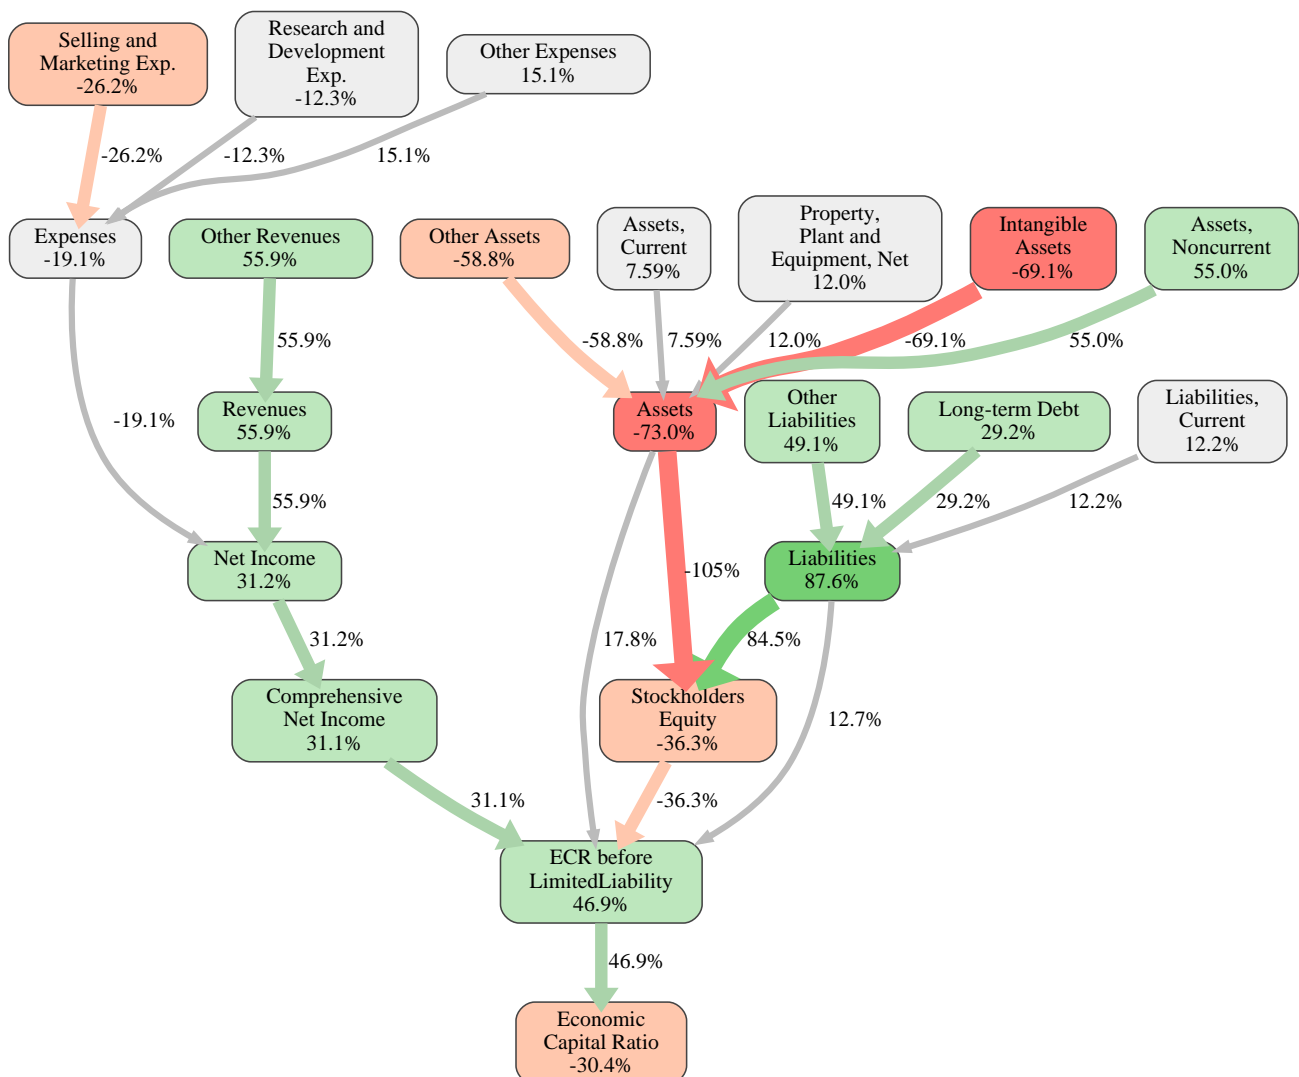 Selling and
Marketing Exp.
-26.2%
Research and
Development
Exp.
-12.3%
Other Expenses
15.1%
-26.2%
-12.3%
15.1%
Expenses
-19.1%
Other Revenues
55.9%
Other Assets
-58.8%
Assets,
Current
7.59%
Property,
Plant and
Equipment, Net
12.0%
Intangible
Assets
-69.1%
Assets,
Noncurrent
55.0%
55.9%
-58.8%
7.59%
12.0%
-69.1%
55.0%
-19.1%
Revenues
55.9%
Assets
-73.0%
Other
Liabilities
49.1%
Long-term Debt
29.2%
Liabilities,
Current
12.2%
55.9%
49.1%
29.2%
12.2%
Net Income
31.2%
-105%
Liabilities
87.6%
31.2%
17.8%
84.5%
Comprehensive
Net Income
31.1%
Stockholders
Equity
-36.3%
12.7%
31.1%
-36.3%
ECR before
LimitedLiability
46.9%
46.9%
Economic
Capital Ratio
-30.4%